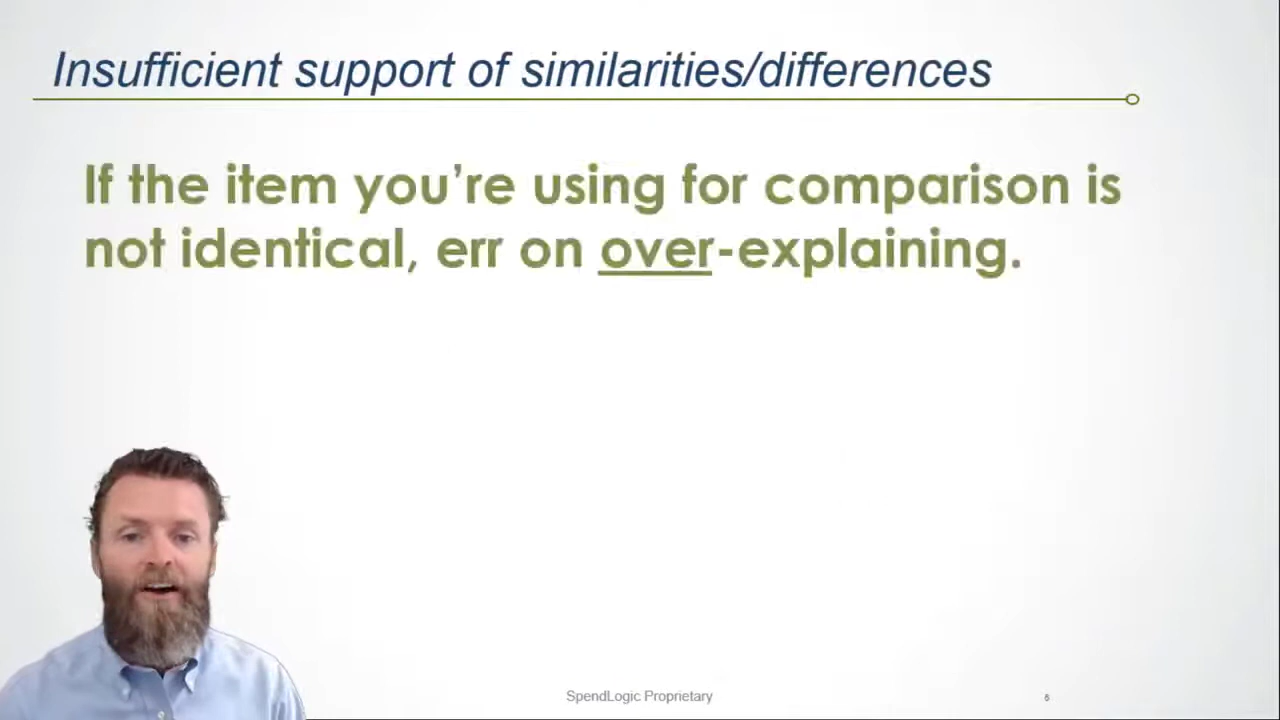 Insufficient support of similarities/differences
If the item you’re using for comparison is
not identical, err on over-explaining.
SpendLogic Proprietary
6